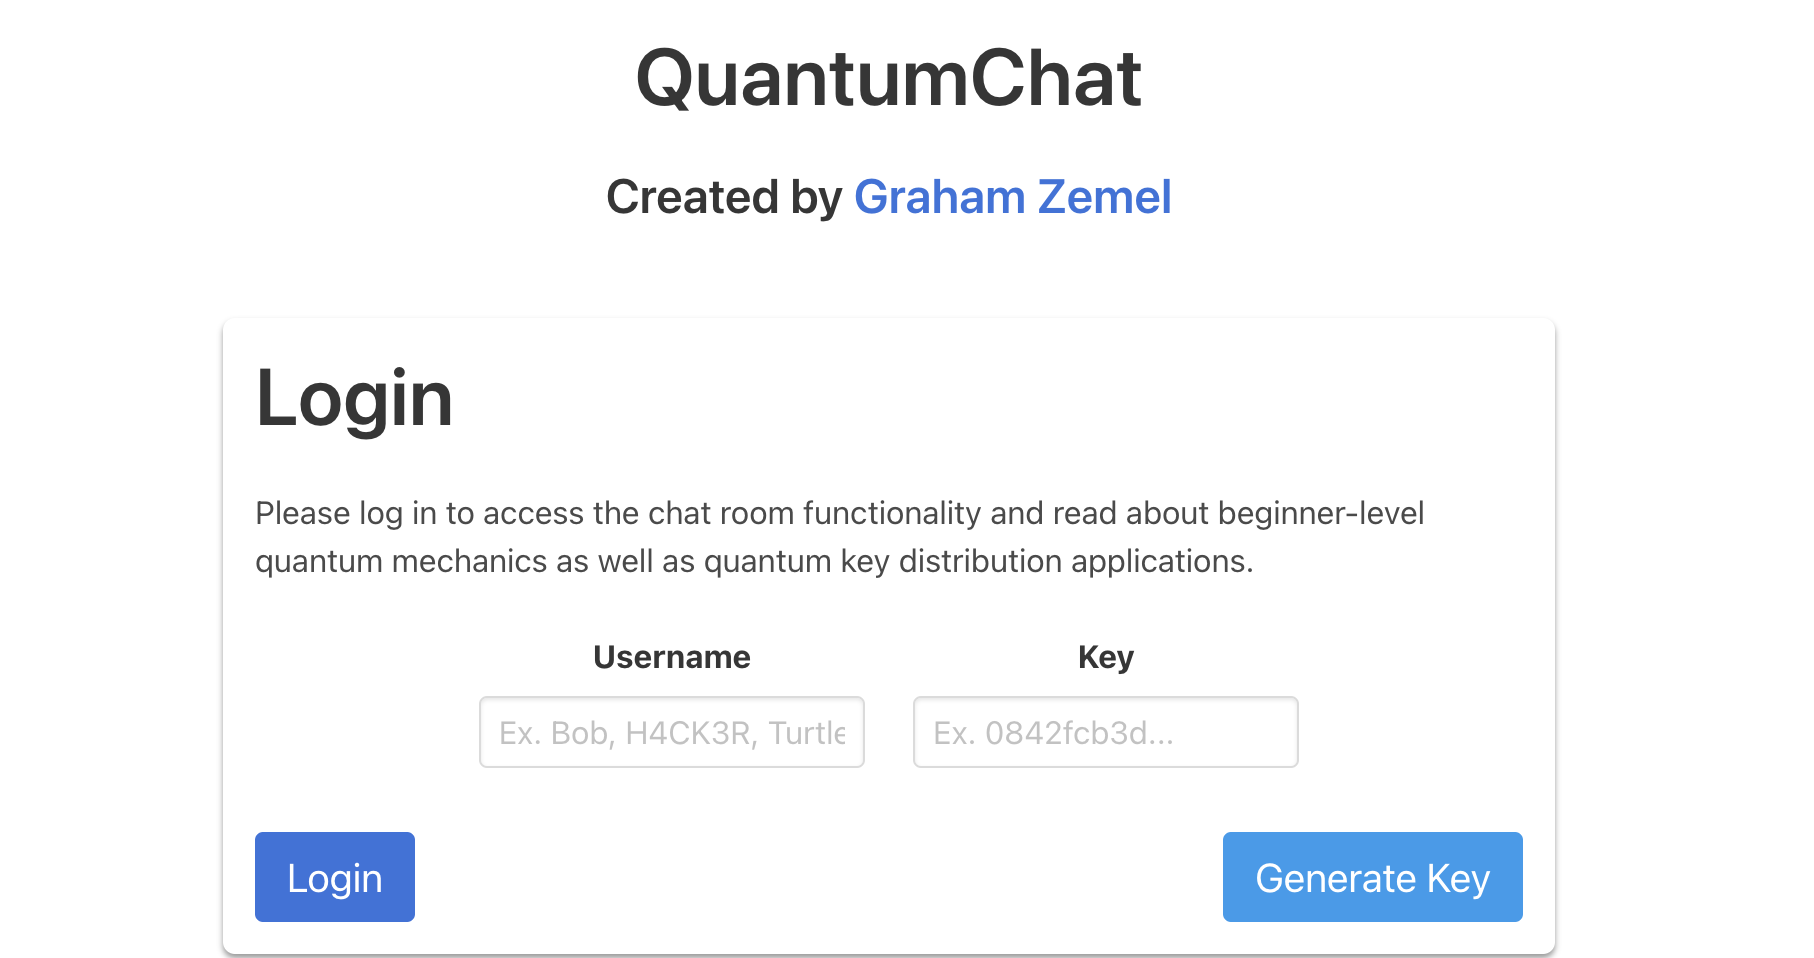 QuantumChat
Created by Graham Zemel
Login
Please log in to access the chat room functionality and read about beginner-level
quantum mechanics as well as quantum key distribution applications.
Username Key
Ex. Bob, H4CK3R, Turtle Ex. 0842fcb3d...
Login Generate Key